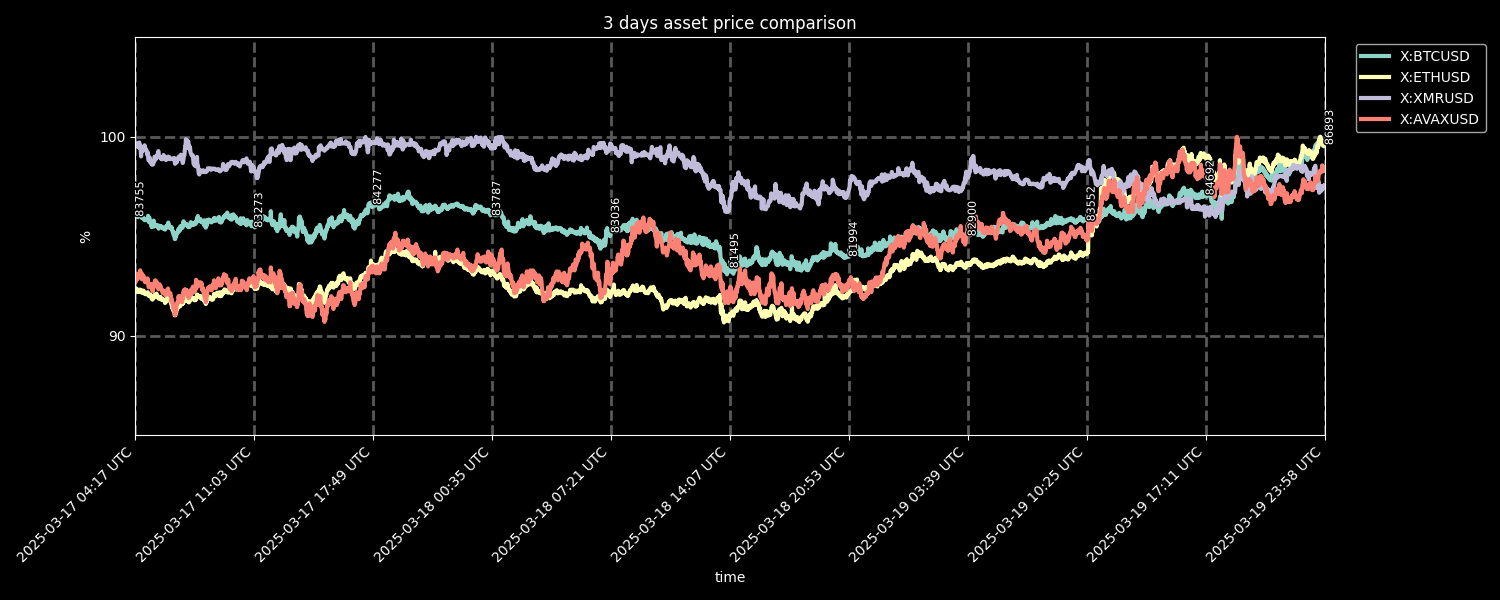 3 days asset price comparison
X:BTCUSD
X:ETHUSD
X:XMRUSD
X:AVAXUSD
100
90
%
83755
83273
84277
83787
83036
81495
81994
82900
83552
84692
86893
2025-03-17 04:17 UTC
2025-03-17 11:03 UTC
2025-03-17 17:49 UTC
2025-03-18 00:35 UTC
2025-03-18 07:21 UTC
2025-03-18 14:07 UTC
2025-03-18 20:53 UTC
2025-03-19 03:39 UTC
2025-03-19 10:25 UTC
2025-03-19 17:11 UTC
2025-03-19 23:58 UTC
time